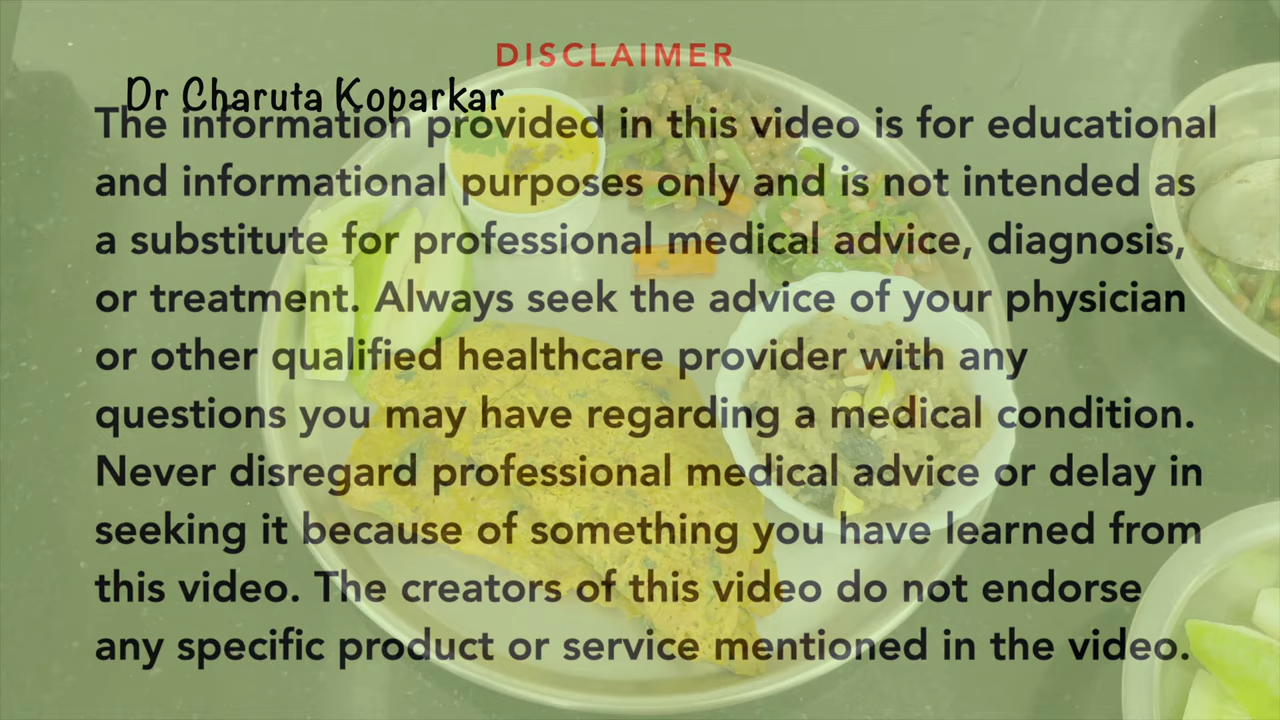 DISCLAIMER
Dr Charuta Koparkar
The information provided in this video is for educational
and informational purposes only and is not intended as
a substitute for professional medical advice, diagnosis,
or treatment. Always seek the advice of your physician
or other qualified healthcare provider with any
questions you may have regarding a medical condition.
Never disregard professional medical advice or delay in
seeking it because of something you have learned from
this video. The creators of this video do not endorse
any specific product or service mentioned in the video.